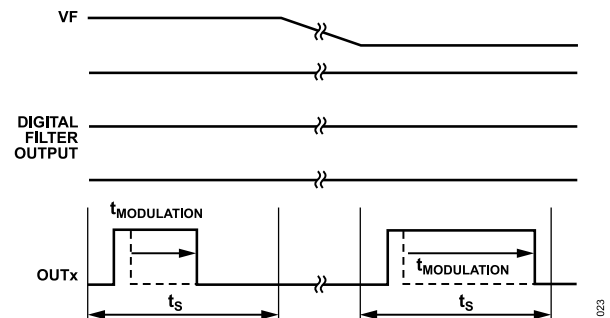 VF
DIGITAL
FILTER
OUTPUT
tMODULATION
tMODULATION
OUTx
tS
tS
023